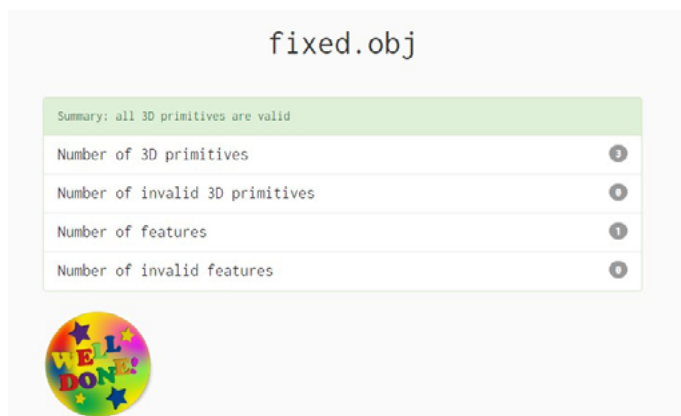 fixed.obj
Summary: all 3D primitives are valid
Number of 3D primitives 3
Number of invalid 3D primitives 0
Number of features 1
Number of invalid features 0
WELL
DONE!